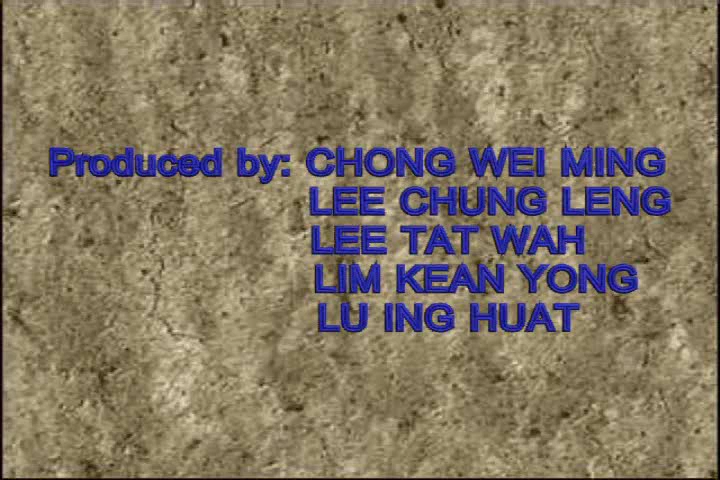 Produced by: CHONG WEI MING
LEE CHUNG LENG
LEE TAT WAH
LIM KEAN YONG
LU ING HUAT